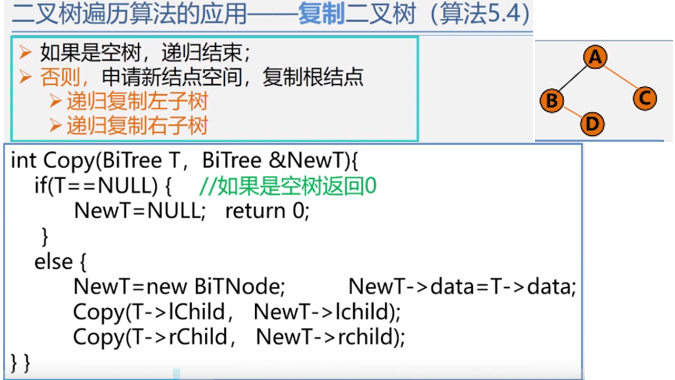 二叉树遍历算法的应用——复制二叉树（算法5.4）
➢ 如果是空树，递归结束；
➢ 否则，申请新结点空间，复制根结点
➢递归复制左子树
➢递归复制右子树
A
B
C
D
int Copy(BiTree T，BiTree &NewT){
if(T==NULL) { //如果是空树返回0
NewT=NULL; return 0;
}
else {
NewT=new BiTNode; NewT->data=T->data;
Copy(T->lChild， NewT->lchild);
Copy(T->rChild， NewT->rchild);
} }